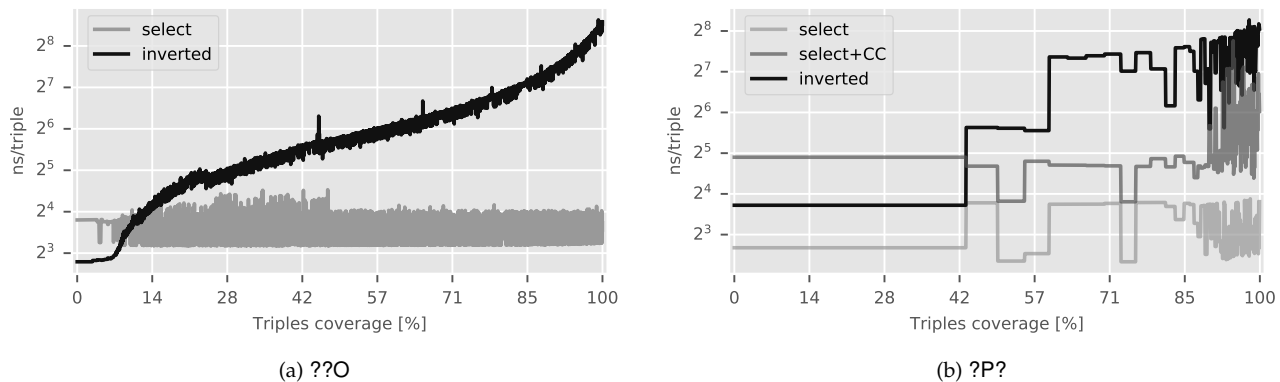 select
inverted
2^8
2^7
2^6
2^5
2^4
2^3
ns/triple
0 14 28 42 57 71 85 100
Triples coverage [%]
(a) ??O
select
select+CC
inverted
2^8
2^7
2^6
2^5
2^4
2^3
ns/triple
0 14 28 42 57 71 85 100
Triples coverage [%]
(b) ?P?